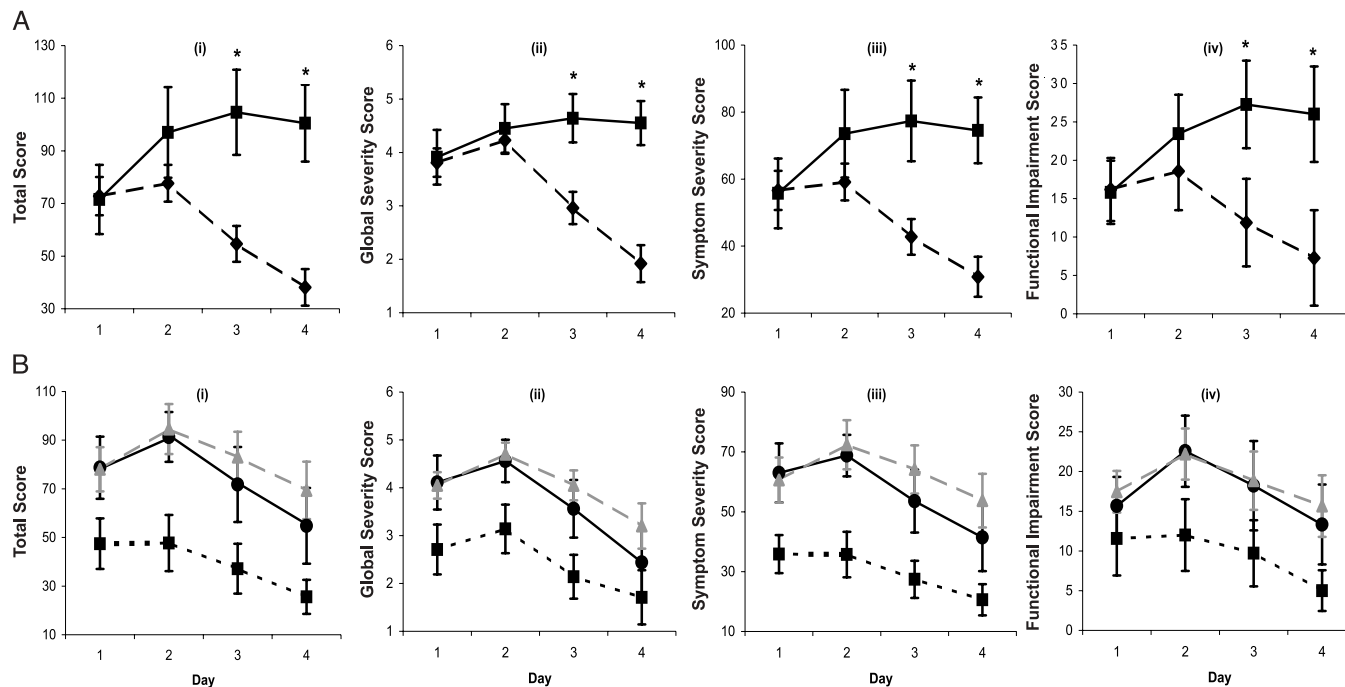 A
(i)
(ii)
(iii)
(iv)
Total Score
130
110
90
70
50
30
*
*
1 2 3 4
Global Severity Score
6
5
4
3
2
1
*
*
1 2 3 4
Symptom Severity Score
100
80
60
40
20
*
*
1 2 3 4
Functional Impairment Score
35
30
25
20
15
10
5
0
*
*
1 2 3 4
B
(i)
(ii)
(iii)
(iv)
Total Score
110
90
70
50
30
10
1 2 3 4
Day
Global Severity Score
6
5
4
3
2
1
1 2 3 4
Day
Symptom Severity Score
90
70
50
30
10
1 2 3 4
Day
Functional Impairment Score
30
25
20
15
10
5
0
1 2 3 4
Day